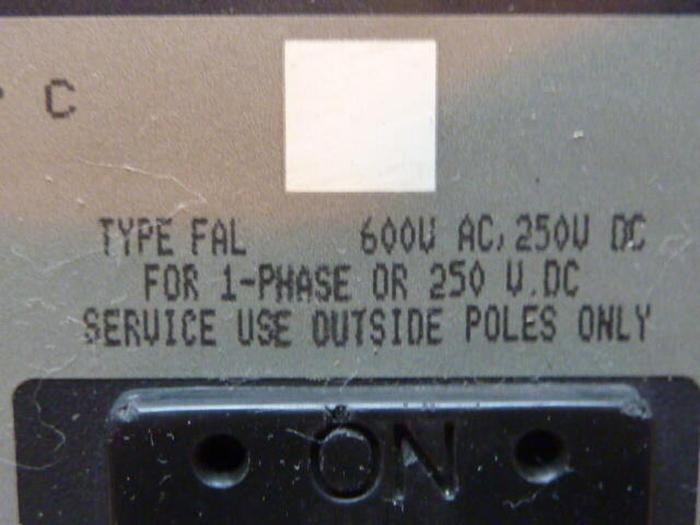 C
TYPE FAL 600V AC, 250V DC
FOR 1-PHASE OR 250 V.DC
SERVICE USE OUTSIDE POLES ONLY
ON